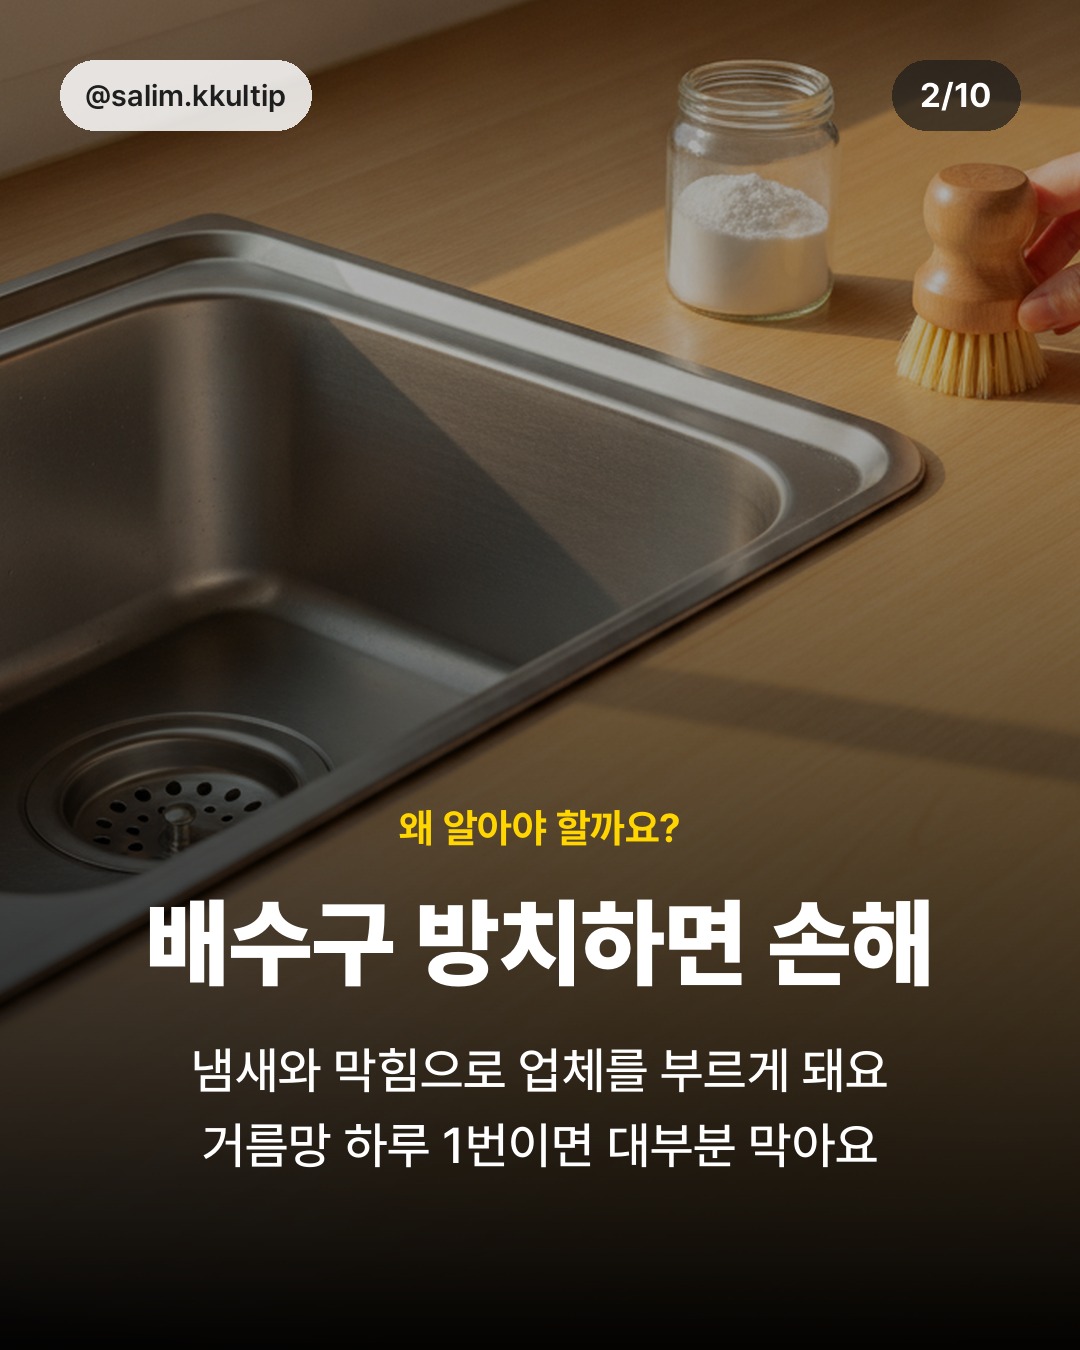 @salim.kkultip
2/10
왜 알아야 할까요?
배수구 방치하면 손해
냄새와 막힘으로 업체를 부르게 돼요
거름망 하루 1번이면 대부분 막아요